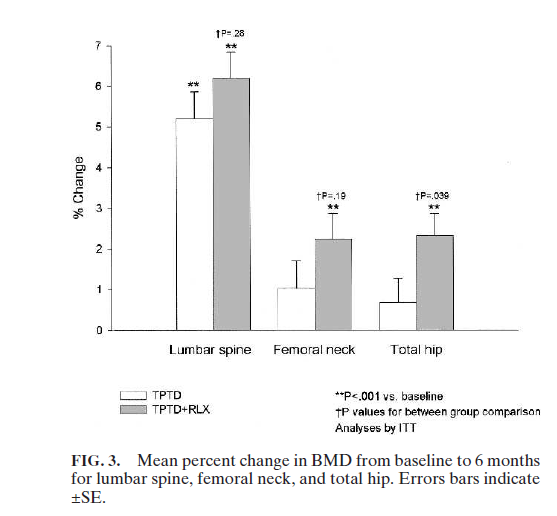 †P=.28
**
7
**
6
5
4
% Change
†P=.19
**
†P=.039
**
3
2
1
0
Lumbar spine Femoral neck Total hip
TPTD
TPTD+RLX
**P<.001 vs. baseline
†P values for between group comparison
Analyses by ITT
FIG. 3. Mean percent change in BMD from baseline to 6 months
for lumbar spine, femoral neck, and total hip. Errors bars indicate
±SE.